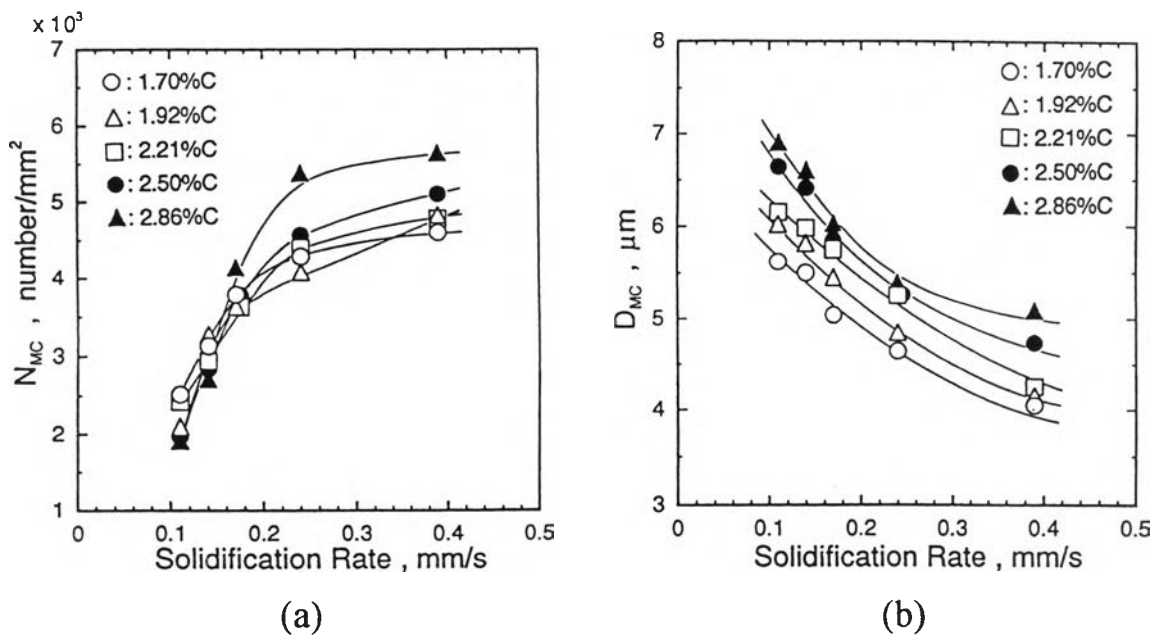 x 10³
7
6
5
4
3
2
1
N_MC , number/mm²
○: 1.70%C
△: 1.92%C
□: 2.21%C
●: 2.50%C
▲: 2.86%C
0 0.1 0.2 0.3 0.4 0.5
Solidification Rate , mm/s
(a)
8
7
6
5
4
3
D_MC , μm
○: 1.70%C
△: 1.92%C
□: 2.21%C
●: 2.50%C
▲: 2.86%C
0 0.1 0.2 0.3 0.2 0.5
Solidification Rate , mm/s
(b)